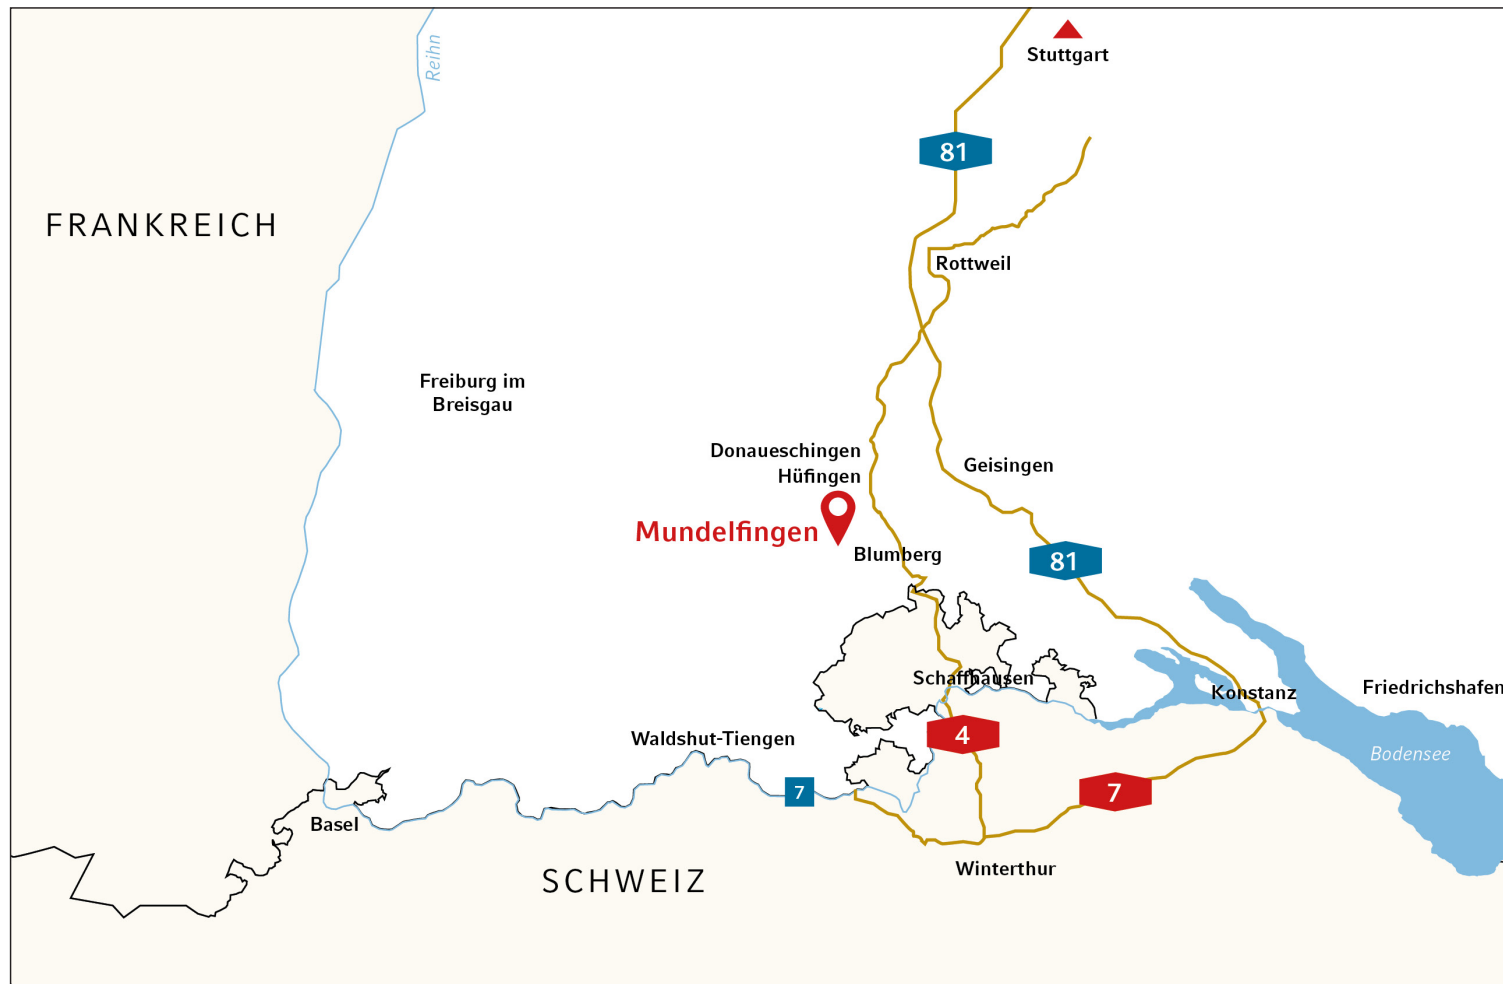 Reihn
Stuttgart
81
FRANKREICH
Rottweil
Freiburg im
Breisgau
Donaueschingen
Hüfingen
Geisingen
Mundelfingen
Blumberg
81
Schaffhausen
Konstanz
Friedrichshafen
4
Waldshut-Tiengen
Bodensee
7
7
Basel
Winterthur
SCHWEIZ